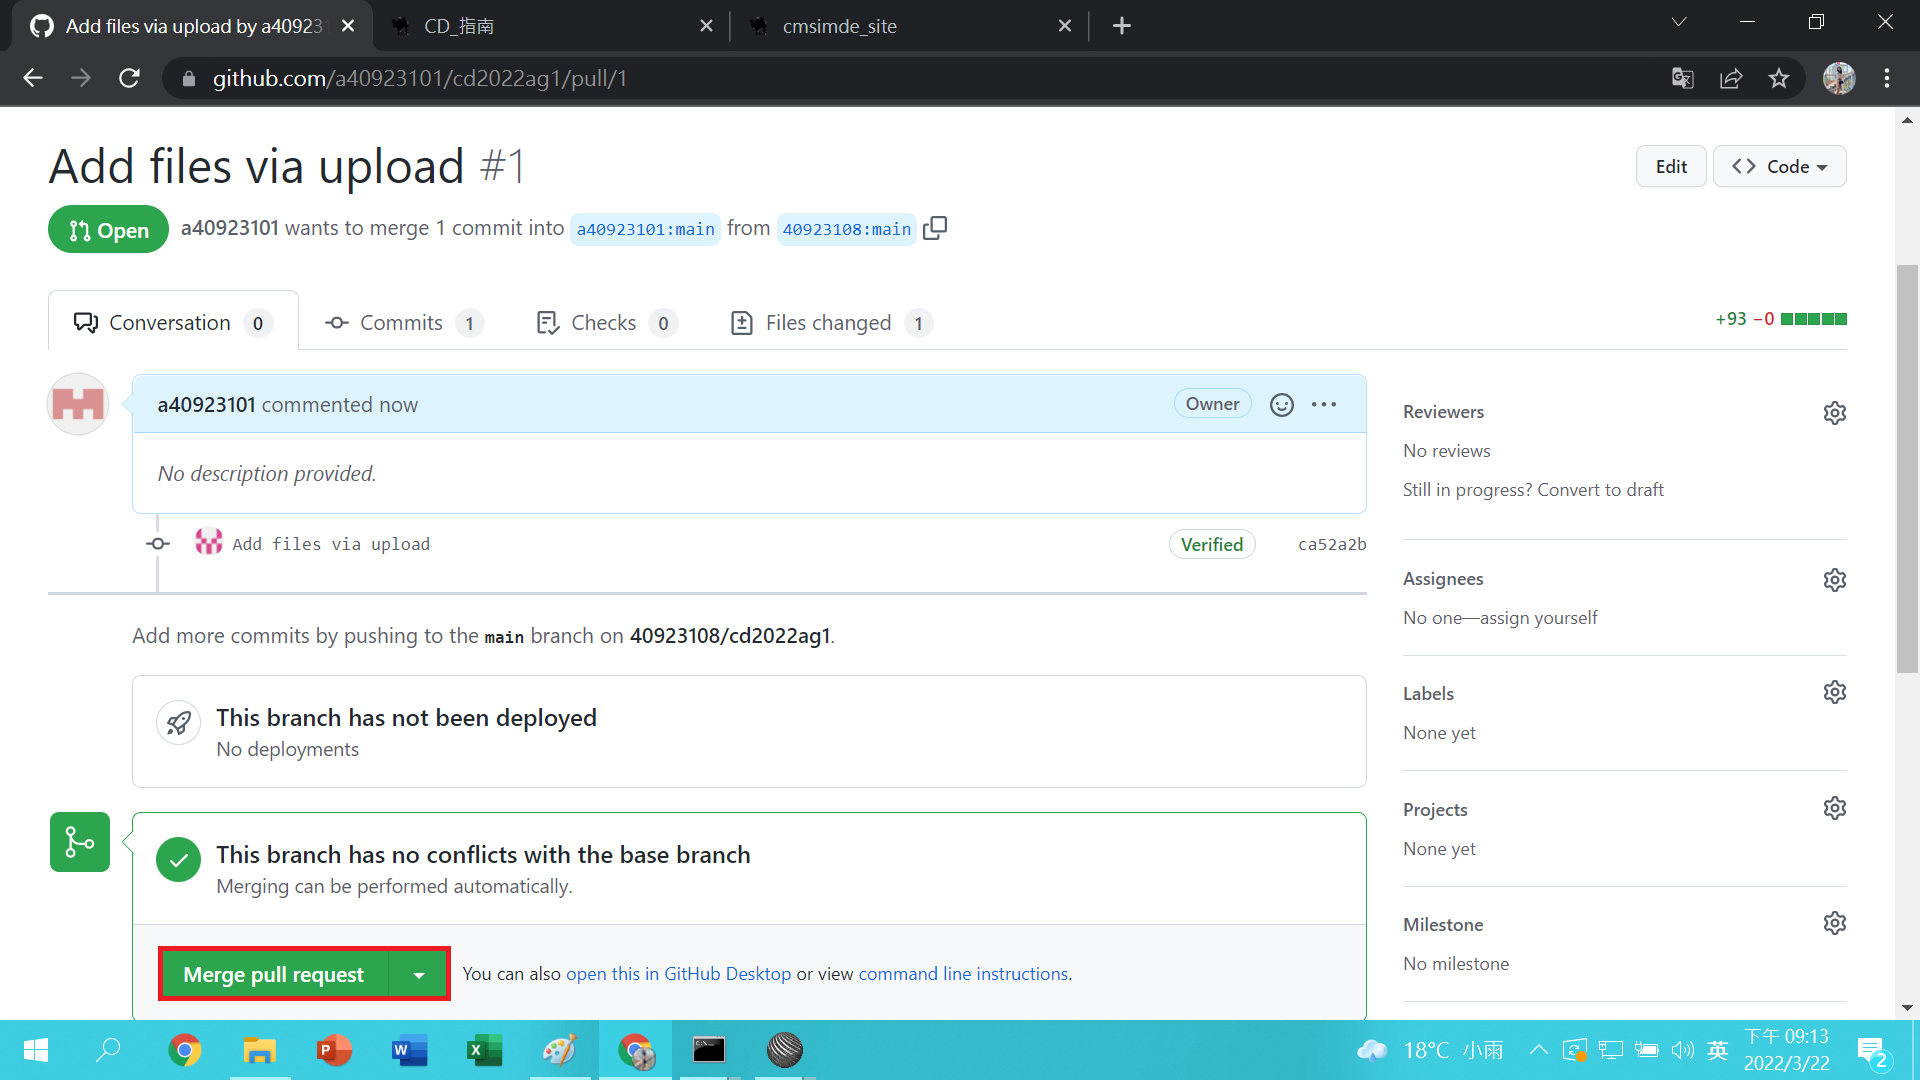 Add files via upload by a40923
CD_指南
cmsimde_site
github.com/a40923101/cd2022ag1/pull/1
Add files via upload #1
Edit
Code
Open
a40923101 wants to merge 1 commit into a40923101:main from 40923108:main
Conversation 0
Commits 1
Checks 0
Files changed 1
+93 −0
a40923101 commented now
Owner
No description provided.
Add files via upload
Verified
ca52a2b
Reviewers
No reviews
Still in progress? Convert to draft
Assignees
No one—assign yourself
Labels
None yet
Projects
None yet
Milestone
No milestone
Add more commits by pushing to the main branch on 40923108/cd2022ag1.
This branch has not been deployed
No deployments
This branch has no conflicts with the base branch
Merging can be performed automatically.
Merge pull request
You can also open this in GitHub Desktop or view command line instructions.
18°C 小雨
英
下午 09:13
2022/3/22
2